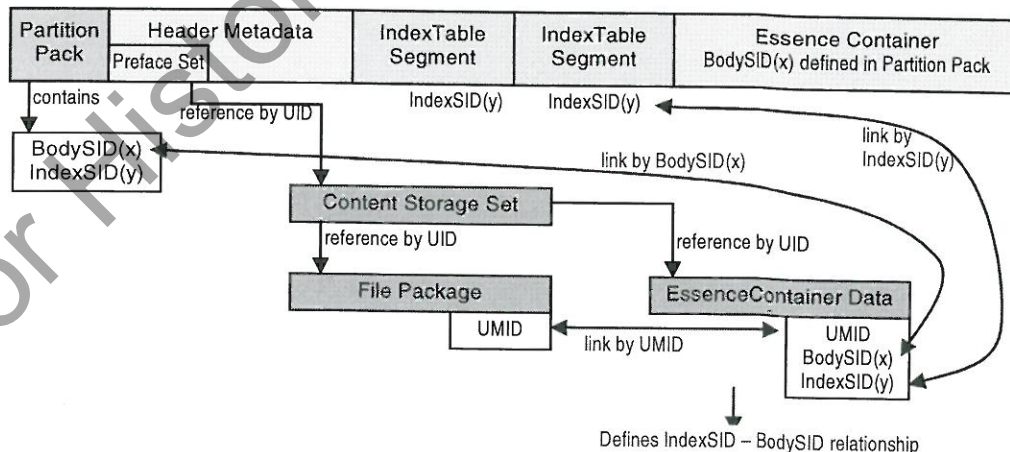 Partition Pack
Header Metadata
Preface Set
IndexTable Segment
IndexTable Segment
Essence Container
BodySID(x) defined in Partition Pack
contains
reference by UID
IndexSID(y)
IndexSID(y)
link by IndexSID(y)
BodySID(x)
IndexSID(y)
link by BodySID(x)
Content Storage Set
reference by UID
reference by UID
File Package
UMID
link by UMID
EssenceContainer Data
UMID
BodySID(x)
IndexSID(y)
Defines IndexSID – BodySID relationship
or Histor